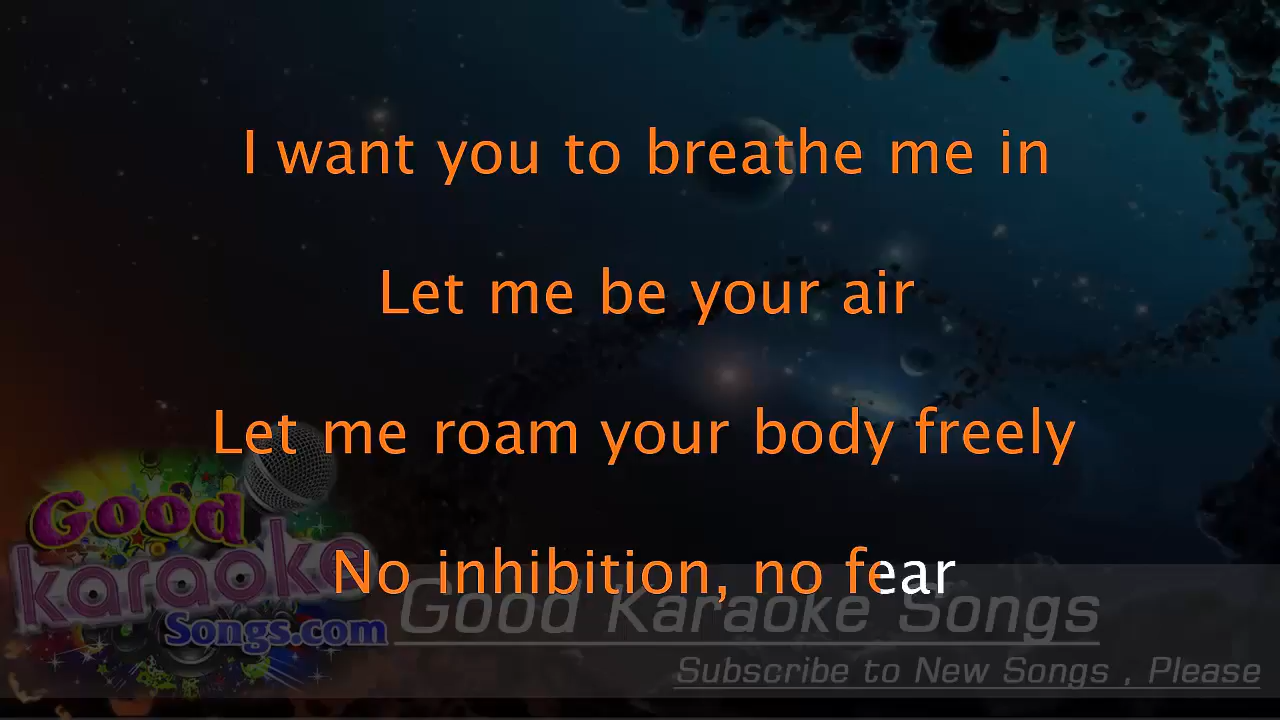 I want you to breathe me in
Let me be your air
Let me roam your body freely
No inhibition, no fear
Good
karaoke
Songs.com
Good Karaoke Songs
Subscribe to New Songs , Please